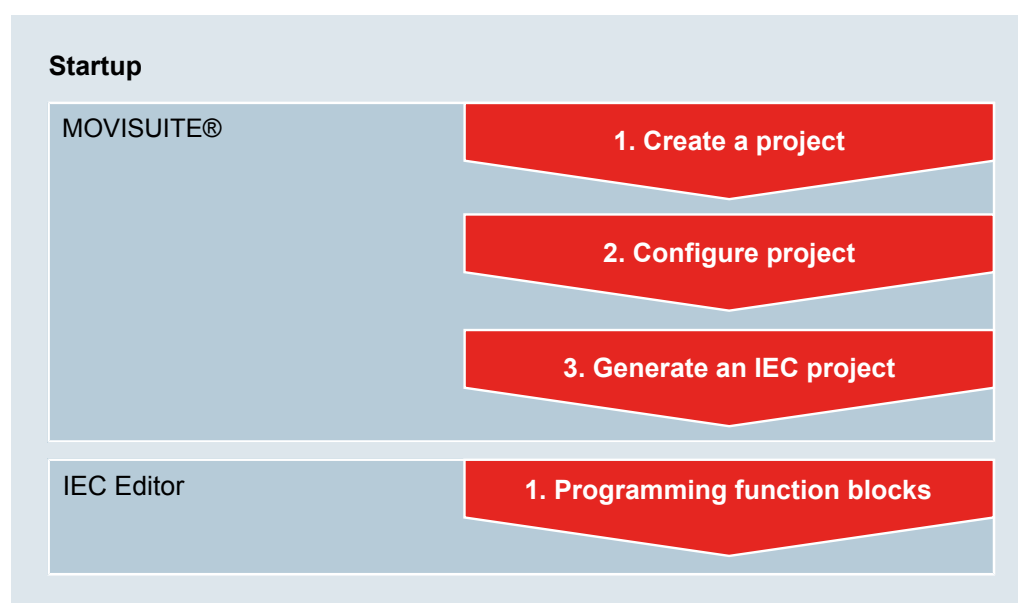 Startup
MOVISUITE®
1. Create a project
2. Configure project
3. Generate an IEC project
IEC Editor
1. Programming function blocks